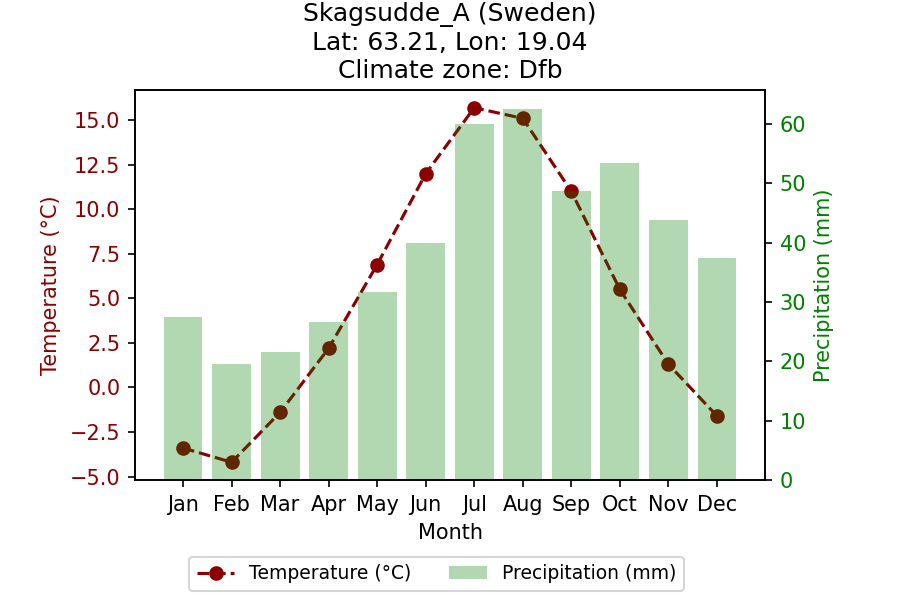 Skagsudde_A (Sweden)
Lat: 63.21, Lon: 19.04
Climate zone: Dfb
Temperature (°C)
15.0
12.5
10.0
7.5
5.0
2.5
0.0
−2.5
−5.0
Precipitation (mm)
60
50
40
30
20
10
0
Jan Feb Mar Apr May Jun Jul Aug Sep Oct Nov Dec
Month
Temperature (°C) Precipitation (mm)